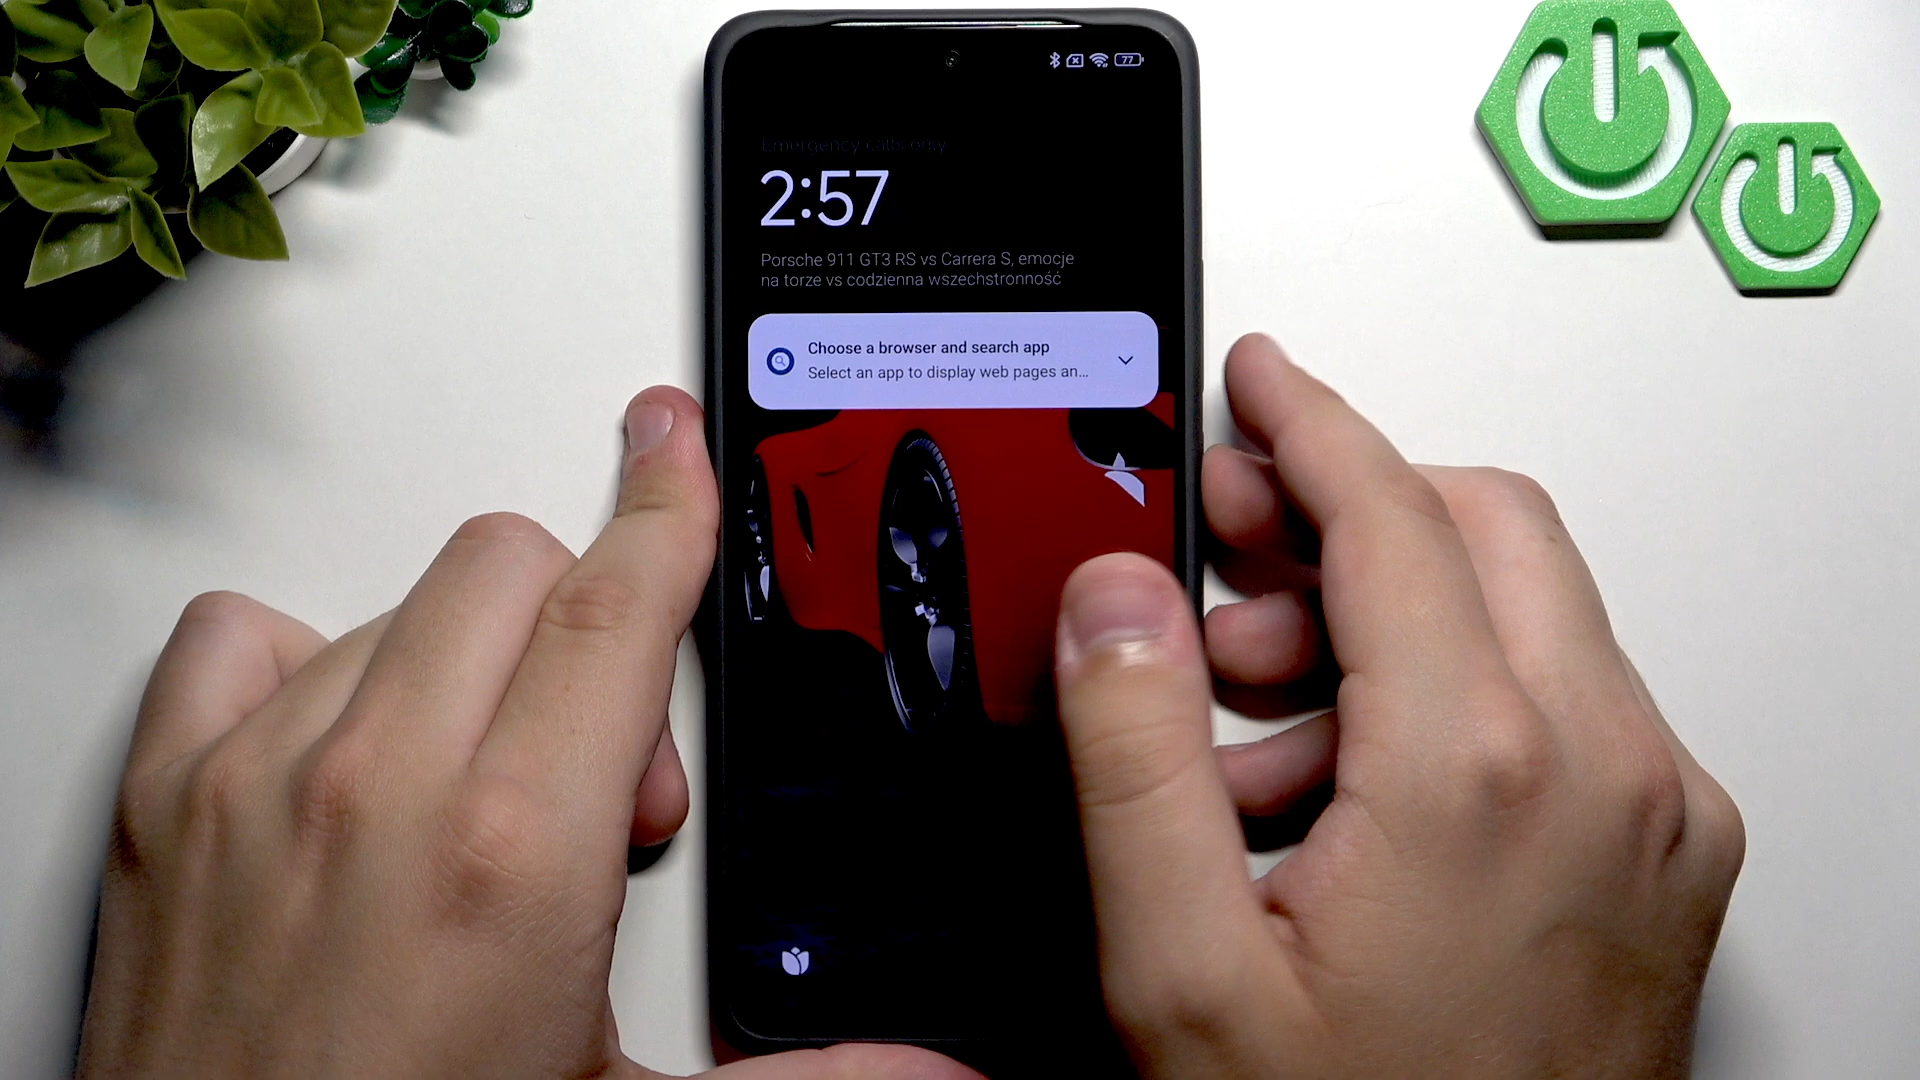 77
Emergency calls only
2:57
Porsche 911 GT3 RS vs Carrera S, emocje
na torze vs codzienna wszechstronność
Choose a browser and search app
Select an app to display web pages an...